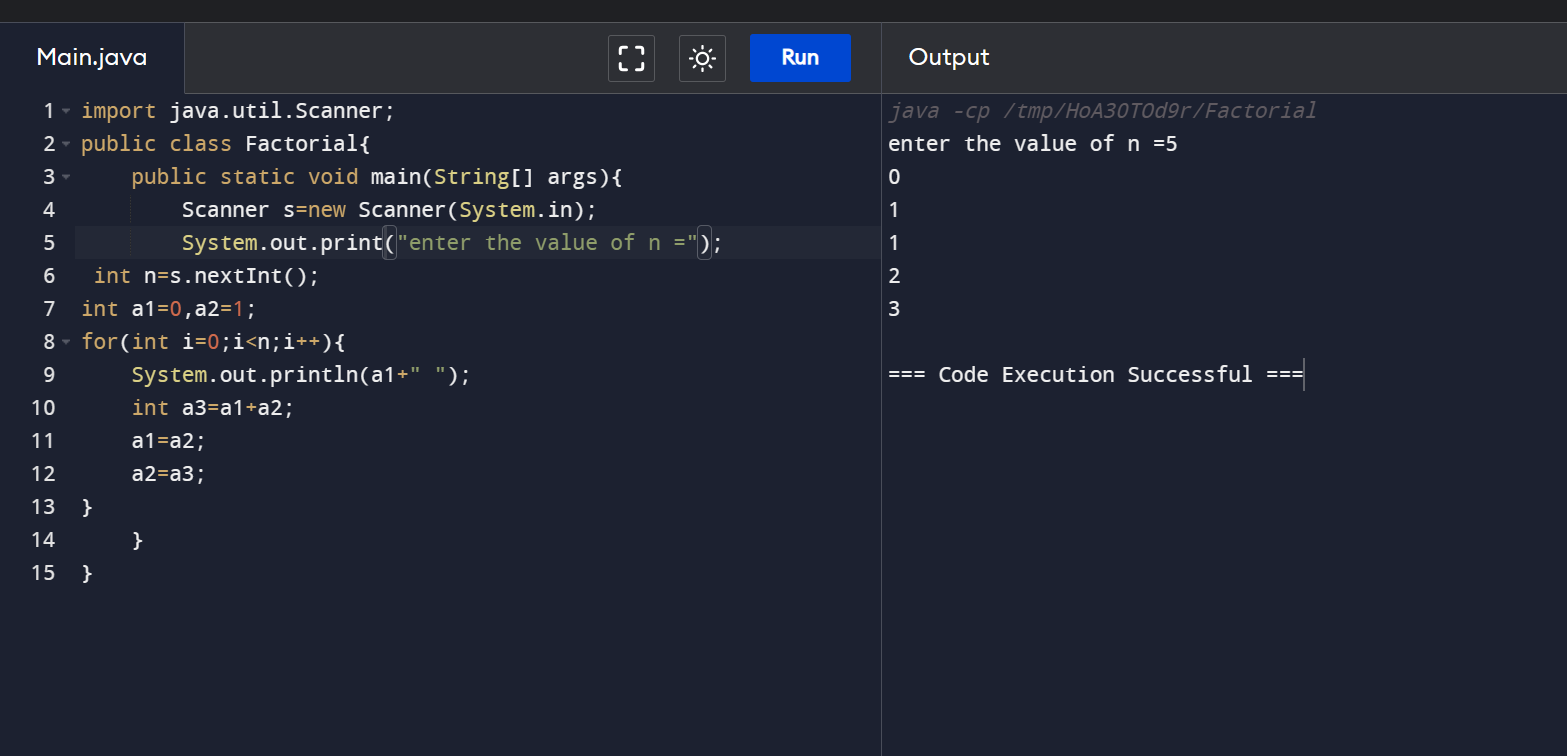 Main.java
Run
Output
1 import java.util.Scanner;
2 public class Factorial{
3     public static void main(String[] args){
4         Scanner s=new Scanner(System.in);
5         System.out.print("enter the value of n =");
6  int n=s.nextInt();
7 int a1=0,a2=1;
8 for(int i=0;i<n;i++){
9     System.out.println(a1+" ");
10     int a3=a1+a2;
11     a1=a2;
12     a2=a3;
13 }
14     }
15 }
java -cp /tmp/HoA3OTOd9r/Factorial
enter the value of n =5
0
1
1
2
3
=== Code Execution Successful ===